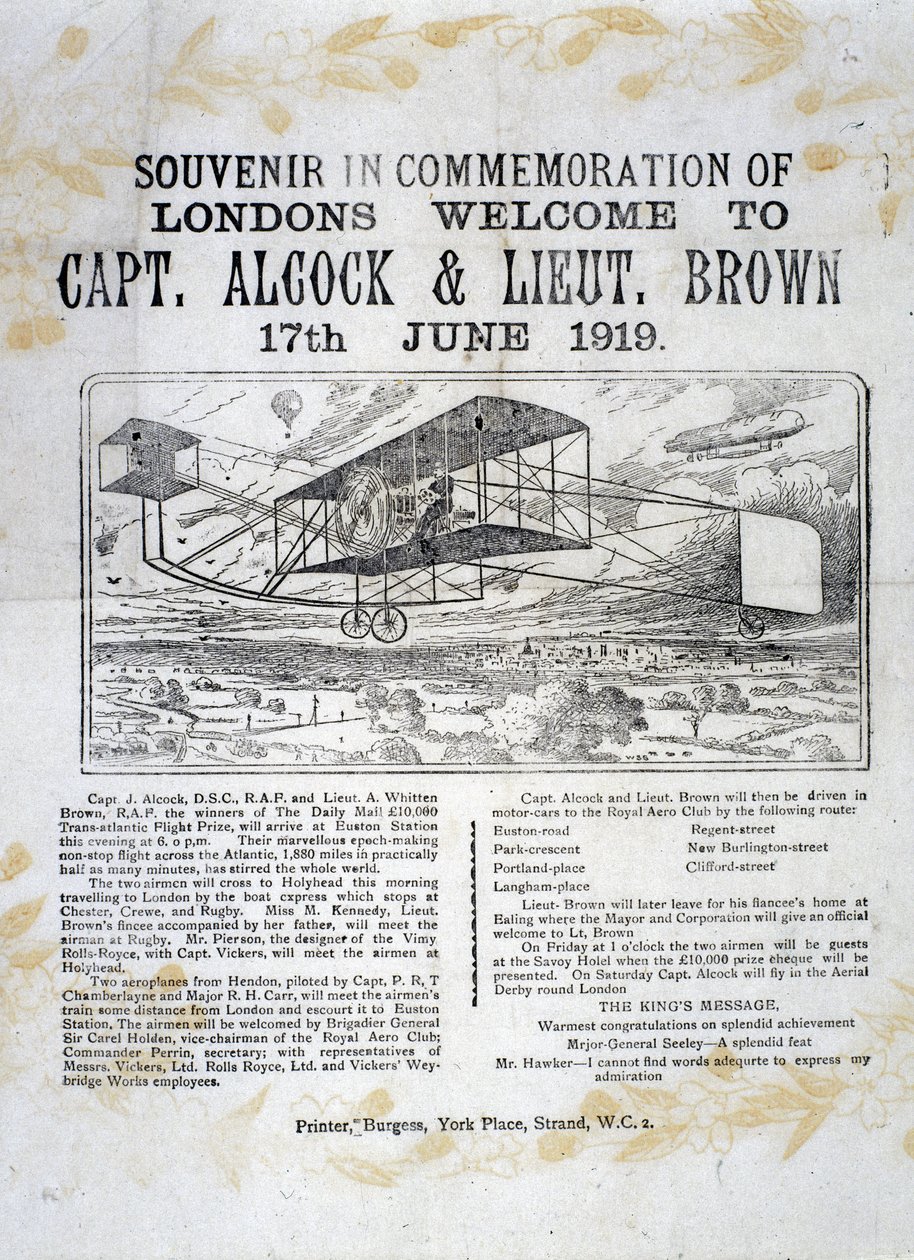 SOUVENIR IN COMMEMORATION OF
LONDONS WELCOME TO
CAPT. ALCOCK & LIEUT. BROWN
17th JUNE 1919.
WSS
Capt. J. Alcock, D.S.C., R.A.F. and Lieut. A. Whitten
Brown, R,A.F. the winners of The Daily Mail £10,000
Trans-atlantic Flight Prize, will arrive at Euston Station
this evening at 6. o p,m. Their marvellous epoch-making
non-stop flight across the Atlantic, 1,880 miles in practically
half as many minutes, has stirred the whole world.
The two airmen will cross to Holyhead this morning
travelling to London by the boat express which stops at
Chester, Crewe, and Rugby. Miss M. Kennedy, Lieut.
Brown's fincee accompanied by her father, will meet the
airman at Rugby. Mr. Pierson, the designer of the Vimy
Rolls-Royce, with Capt. Vickers, will meet the airmen at
Holyhead.
Two aeroplanes from Hendon, piloted by Capt, P. R, T
Chamberlayne and Major R. H. Carr, will meet the airmen's
train some distance from London and escourt it to Euston
Station, The airmen will be welcomed by Brigadier General
Sir Carel Holden, vice-chairman of the Royal Aero Club;
Commander Perrin, secretary; with representatives of
Messrs. Vickers, Ltd. Rolls Royce, Ltd. and Vickers' Wey-
bridge Works employees.
Capt. Alcock and Lieut. Brown will then be driven in
motor-cars to the Royal Aero Club by the following route:
Euston-road Regent-street
Park-crescent New Burlington-street
Portland-place Clifford-street
Langham-place
Lieut- Brown will later leave for his fiancee's home at
Ealing where the Mayor and Corporation will give an official
welcome to Lt, Brown
On Friday at 1 o'clock the two airmen will be guests
at the Savoy Holel when the £10,000 prize cheque will be
presented. On Saturday Capt. Alcock will fly in the Aerial
Derby round London
THE KING'S MESSAGE,
Warmest congratulations on splendid achievement
Mrjor-General Seeley—A splendid feat
Mr. Hawker—I cannot find words adequrte to express my
admiration
Printer, Burgess, York Place, Strand, W.C. 2.